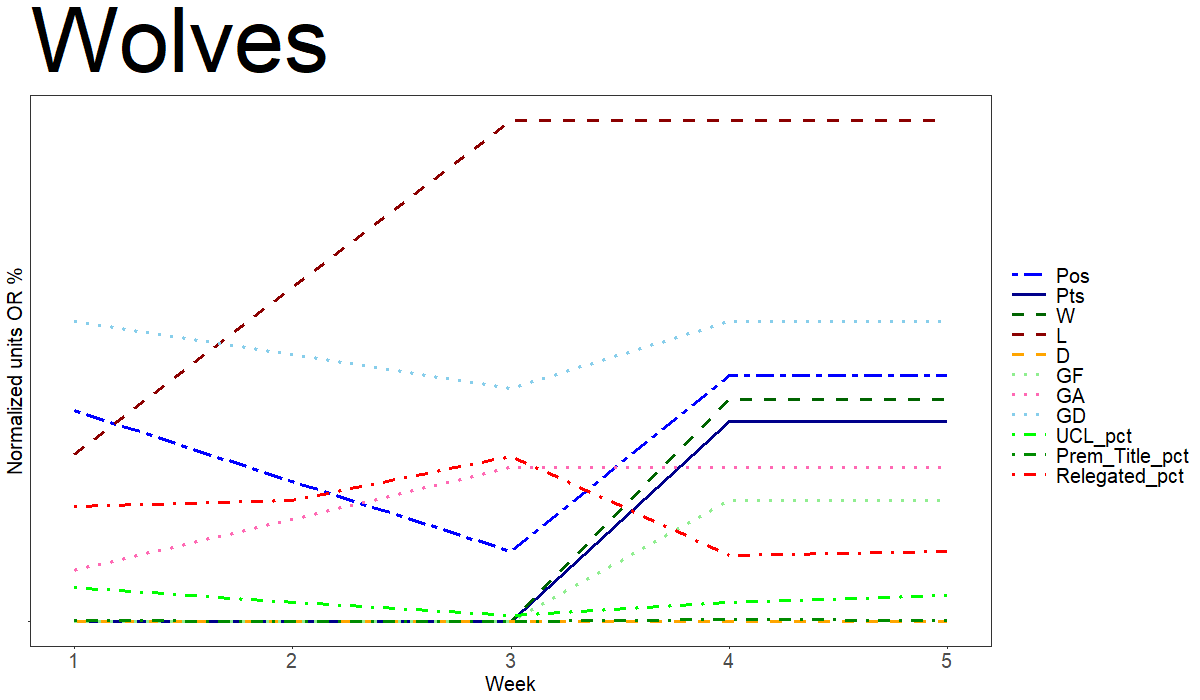 Wolves
Normalized units OR %
Pos
Pts
W
L
D
GF
GA
GD
UCL_pct
Prem_Title_pct
Relegated_pct
1 2 3 4 5
Week